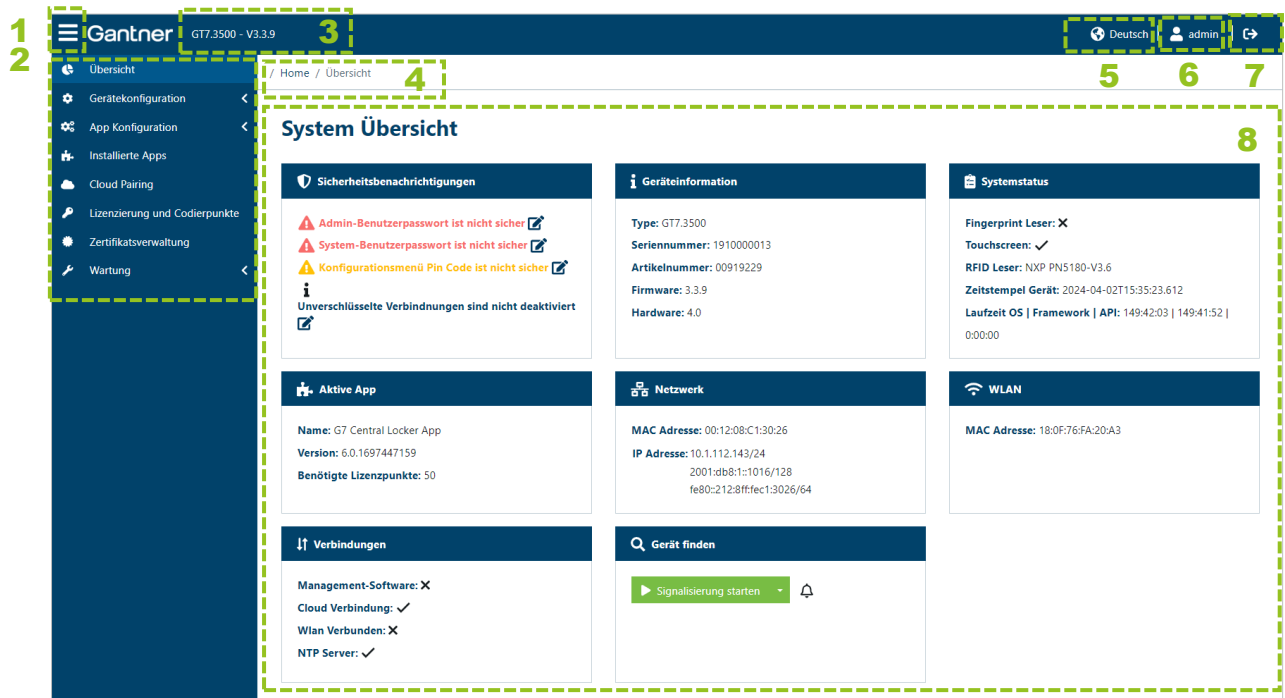 1
2
Gantner GT7.3500 - V3.3.9
3
Deutsch
admin
5
6
7
Übersicht
Gerätekonfiguration
App Konfiguration
Installierte Apps
Cloud Pairing
Lizenzierung und Codierpunkte
Zertifikatsverwaltung
Wartung
/ Home / Übersicht
4
8
System Übersicht
Sicherheitsbenachrichtigungen
Admin-Benutzerpasswort ist nicht sicher
System-Benutzerpasswort ist nicht sicher
Konfigurationsmenü Pin Code ist nicht sicher
Unverschlüsselte Verbindnungen sind nicht deaktiviert
Geräteinformation
Type: GT7.3500
Seriennummer: 1910000013
Artikelnummer: 00919229
Firmware: 3.3.9
Hardware: 4.0
Systemstatus
Fingerprint Leser:
Touchscreen:
RFID Leser: NXP PN5180-V3.6
Zeitstempel Gerät: 2024-04-02T15:35:23.612
Laufzeit OS | Framework | API: 149:42:03 | 149:41:52 |
0:00:00
Aktive App
Name: G7 Central Locker App
Version: 6.0.1697447159
Benötigte Lizenzpunkte: 50
Netzwerk
MAC Adresse: 00:12:08:C1:30:26
IP Adresse: 10.1.112.143/24
2001:db8:1::1016/128
fe80::212:8ff:fec1:3026/64
WLAN
MAC Adresse: 18:0F:76:FA:20:A3
Verbindungen
Management-Software:
Cloud Verbindung:
Wlan Verbunden:
NTP Server:
Gerät finden
Signalisierung starten